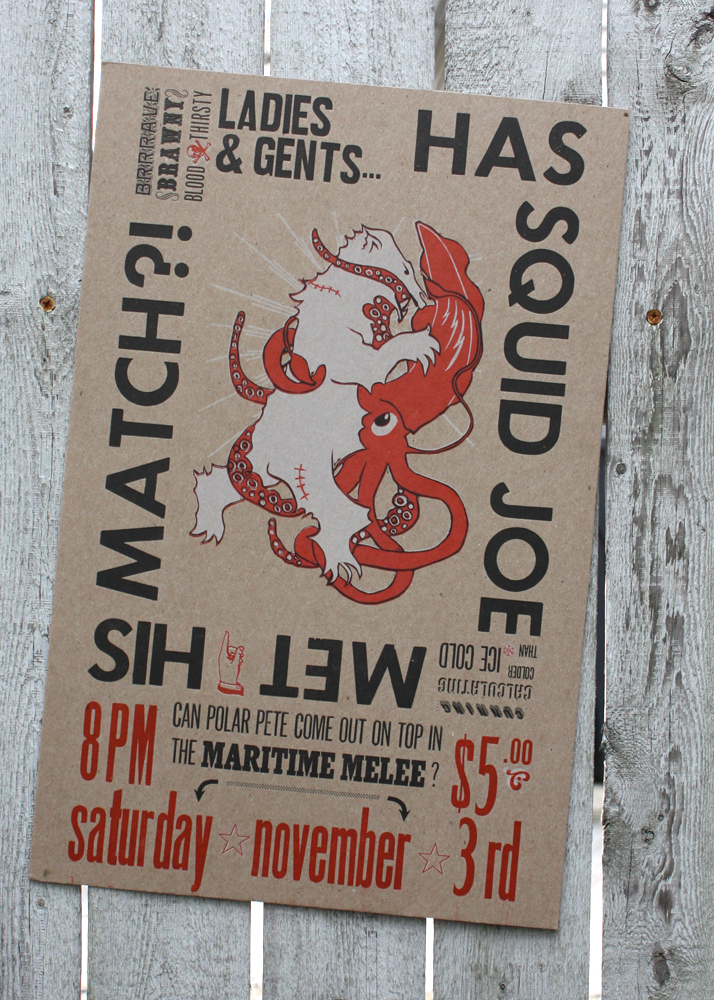 BRRRAVE
BRAWNY
BLOOD THIRSTY
LADIES
& GENTS...
HAS
SQUID JOE
MET
HIS
MATCH?!
CUNNING
CALCULATING
COLDER
THAN
ICE COLD
CAN POLAR PETE COME OUT ON TOP IN
THE MARITIME MELEE?
8PM
$5.00
saturday november 3rd